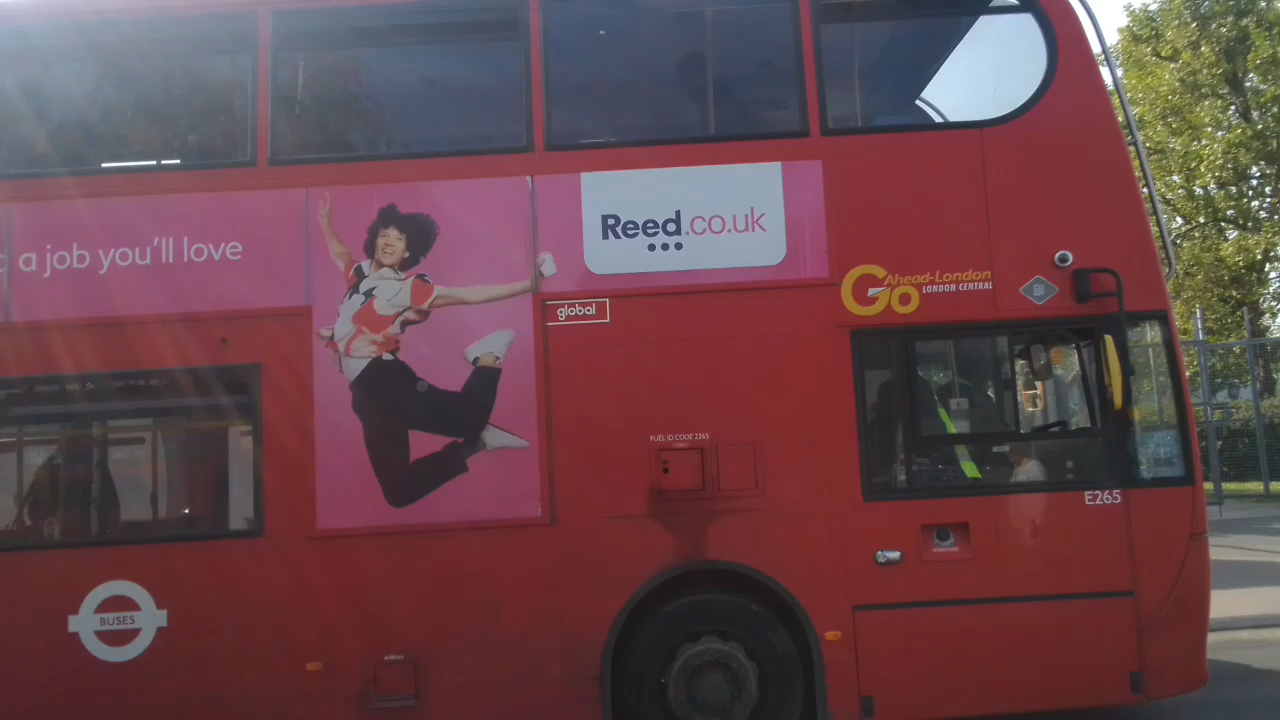 a job you'll love
Reed.co.uk
global
Go Ahead-London
LONDON CENTRAL
FUEL ID CODE 2265
E265
BUSES